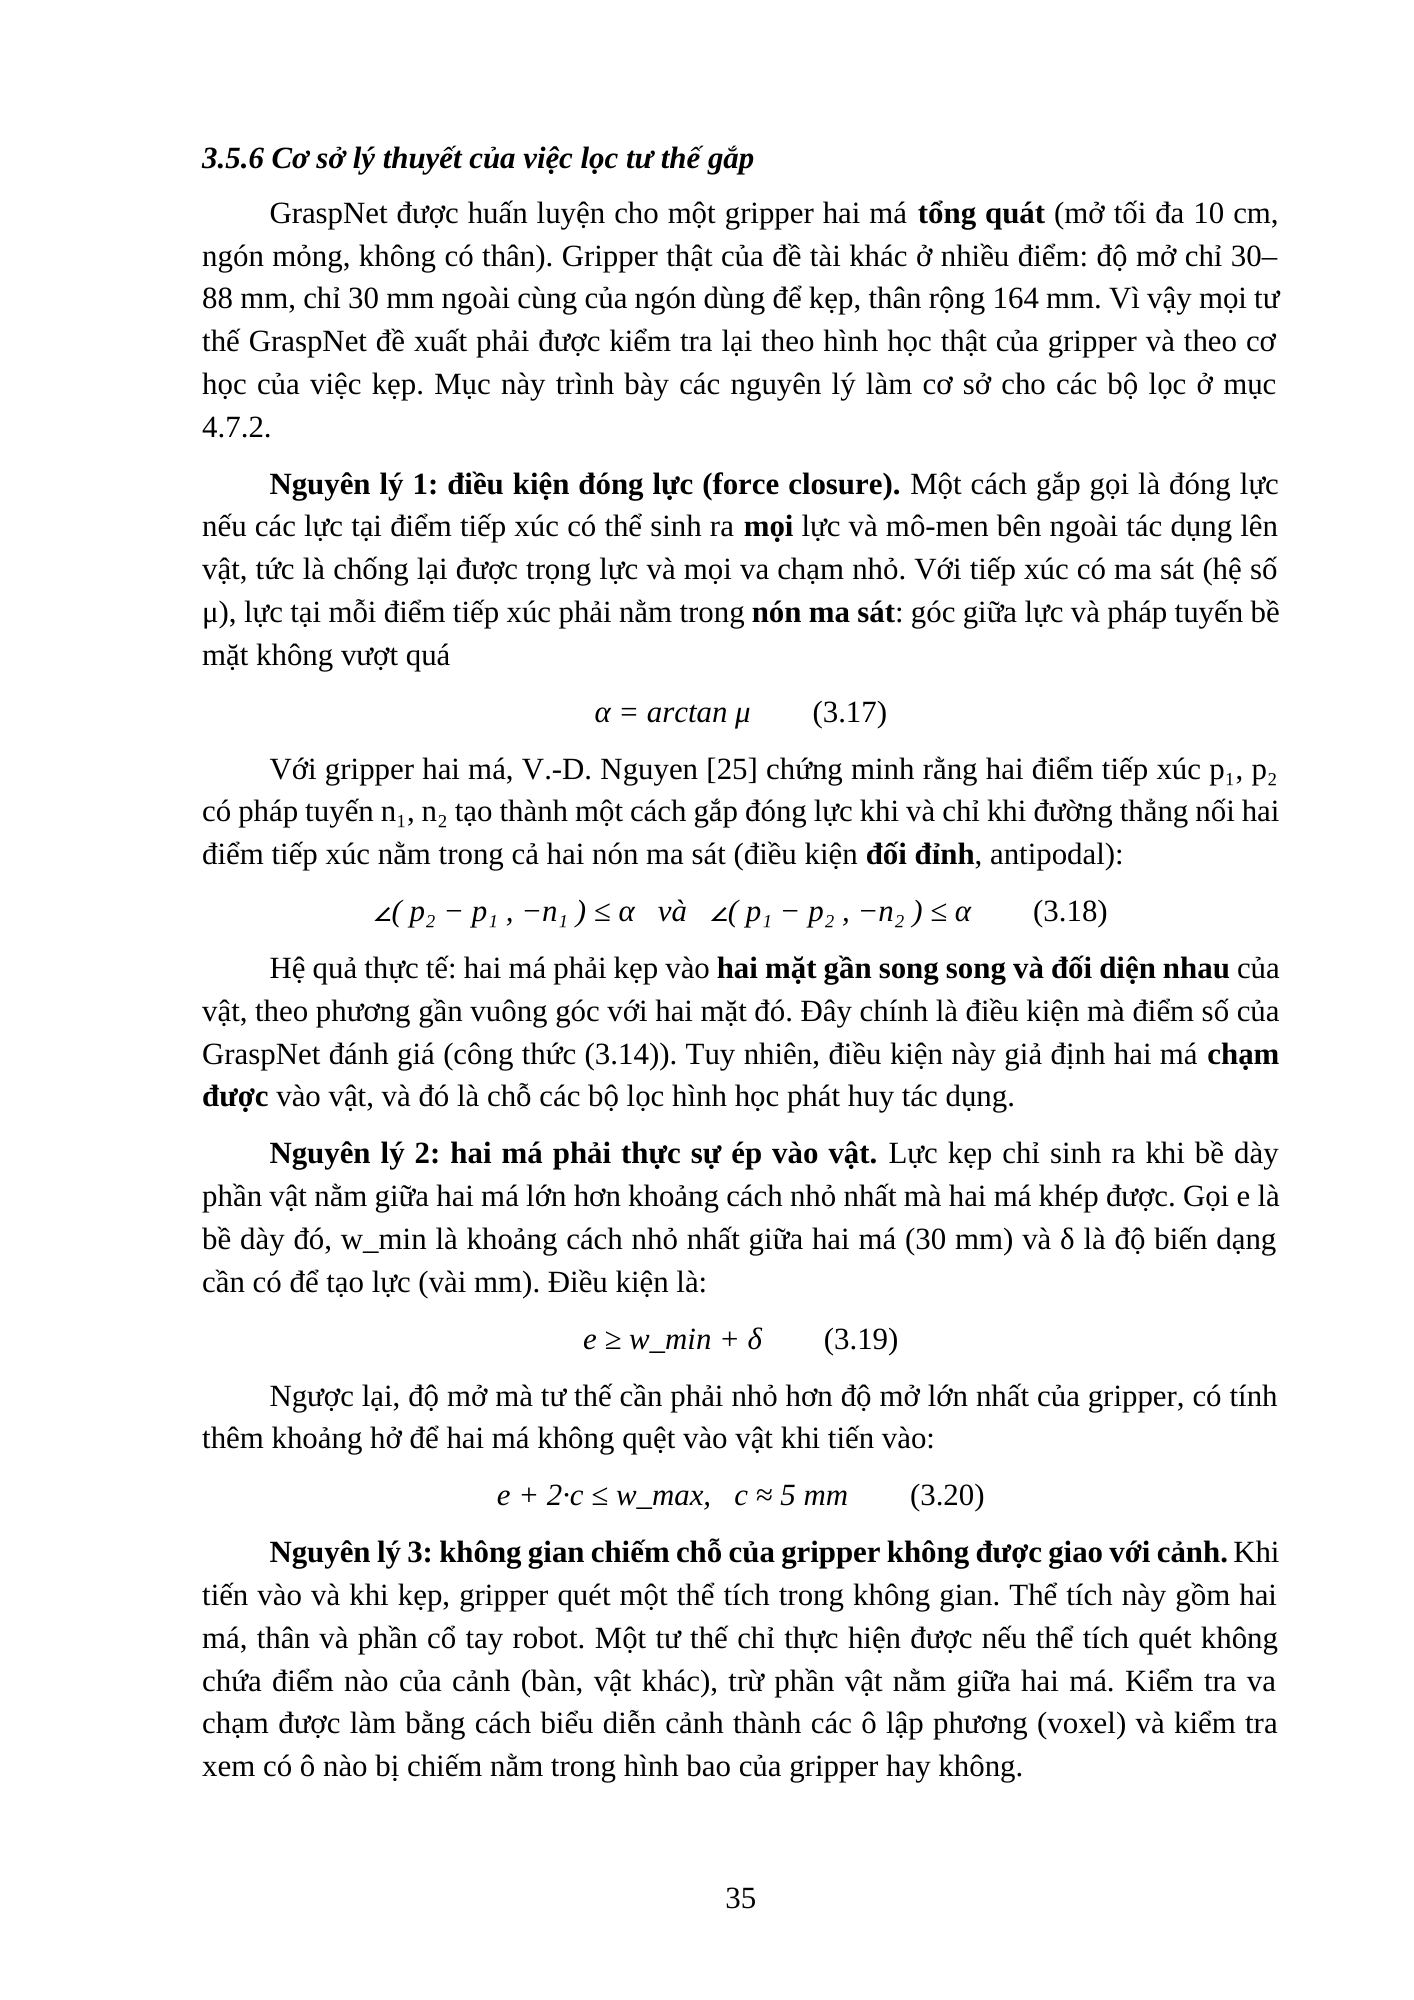 3.5.6 Cơ sở lý thuyết của việc lọc tư thế gắp
GraspNet được huấn luyện cho một gripper hai má tổng quát (mở tối đa 10 cm,
ngón mỏng, không có thân). Gripper thật của đề tài khác ở nhiều điểm: độ mở chỉ 30–
88 mm, chỉ 30 mm ngoài cùng của ngón dùng để kẹp, thân rộng 164 mm. Vì vậy mọi tư
thế GraspNet đề xuất phải được kiểm tra lại theo hình học thật của gripper và theo cơ
học của việc kẹp. Mục này trình bày các nguyên lý làm cơ sở cho các bộ lọc ở mục
4.7.2.
Nguyên lý 1: điều kiện đóng lực (force closure). Một cách gắp gọi là đóng lực
nếu các lực tại điểm tiếp xúc có thể sinh ra mọi lực và mô-men bên ngoài tác dụng lên
vật, tức là chống lại được trọng lực và mọi va chạm nhỏ. Với tiếp xúc có ma sát (hệ số
μ), lực tại mỗi điểm tiếp xúc phải nằm trong nón ma sát: góc giữa lực và pháp tuyến bề
mặt không vượt quá
α = arctan μ (3.17)
Với gripper hai má, V.-D. Nguyen [25] chứng minh rằng hai điểm tiếp xúc p₁, p₂
có pháp tuyến n₁, n₂ tạo thành một cách gắp đóng lực khi và chỉ khi đường thẳng nối hai
điểm tiếp xúc nằm trong cả hai nón ma sát (điều kiện đối đỉnh, antipodal):
∠( p₂ − p₁ , −n₁ ) ≤ α và ∠( p₁ − p₂ , −n₂ ) ≤ α (3.18)
Hệ quả thực tế: hai má phải kẹp vào hai mặt gần song song và đối diện nhau của
vật, theo phương gần vuông góc với hai mặt đó. Đây chính là điều kiện mà điểm số của
GraspNet đánh giá (công thức (3.14)). Tuy nhiên, điều kiện này giả định hai má chạm
được vào vật, và đó là chỗ các bộ lọc hình học phát huy tác dụng.
Nguyên lý 2: hai má phải thực sự ép vào vật. Lực kẹp chỉ sinh ra khi bề dày
phần vật nằm giữa hai má lớn hơn khoảng cách nhỏ nhất mà hai má khép được. Gọi e là
bề dày đó, w_min là khoảng cách nhỏ nhất giữa hai má (30 mm) và δ là độ biến dạng
cần có để tạo lực (vài mm). Điều kiện là:
e ≥ w_min + δ (3.19)
Ngược lại, độ mở mà tư thế cần phải nhỏ hơn độ mở lớn nhất của gripper, có tính
thêm khoảng hở để hai má không quệt vào vật khi tiến vào:
e + 2·c ≤ w_max, c ≈ 5 mm (3.20)
Nguyên lý 3: không gian chiếm chỗ của gripper không được giao với cảnh. Khi
tiến vào và khi kẹp, gripper quét một thể tích trong không gian. Thể tích này gồm hai
má, thân và phần cổ tay robot. Một tư thế chỉ thực hiện được nếu thể tích quét không
chứa điểm nào của cảnh (bàn, vật khác), trừ phần vật nằm giữa hai má. Kiểm tra va
chạm được làm bằng cách biểu diễn cảnh thành các ô lập phương (voxel) và kiểm tra
xem có ô nào bị chiếm nằm trong hình bao của gripper hay không.
35